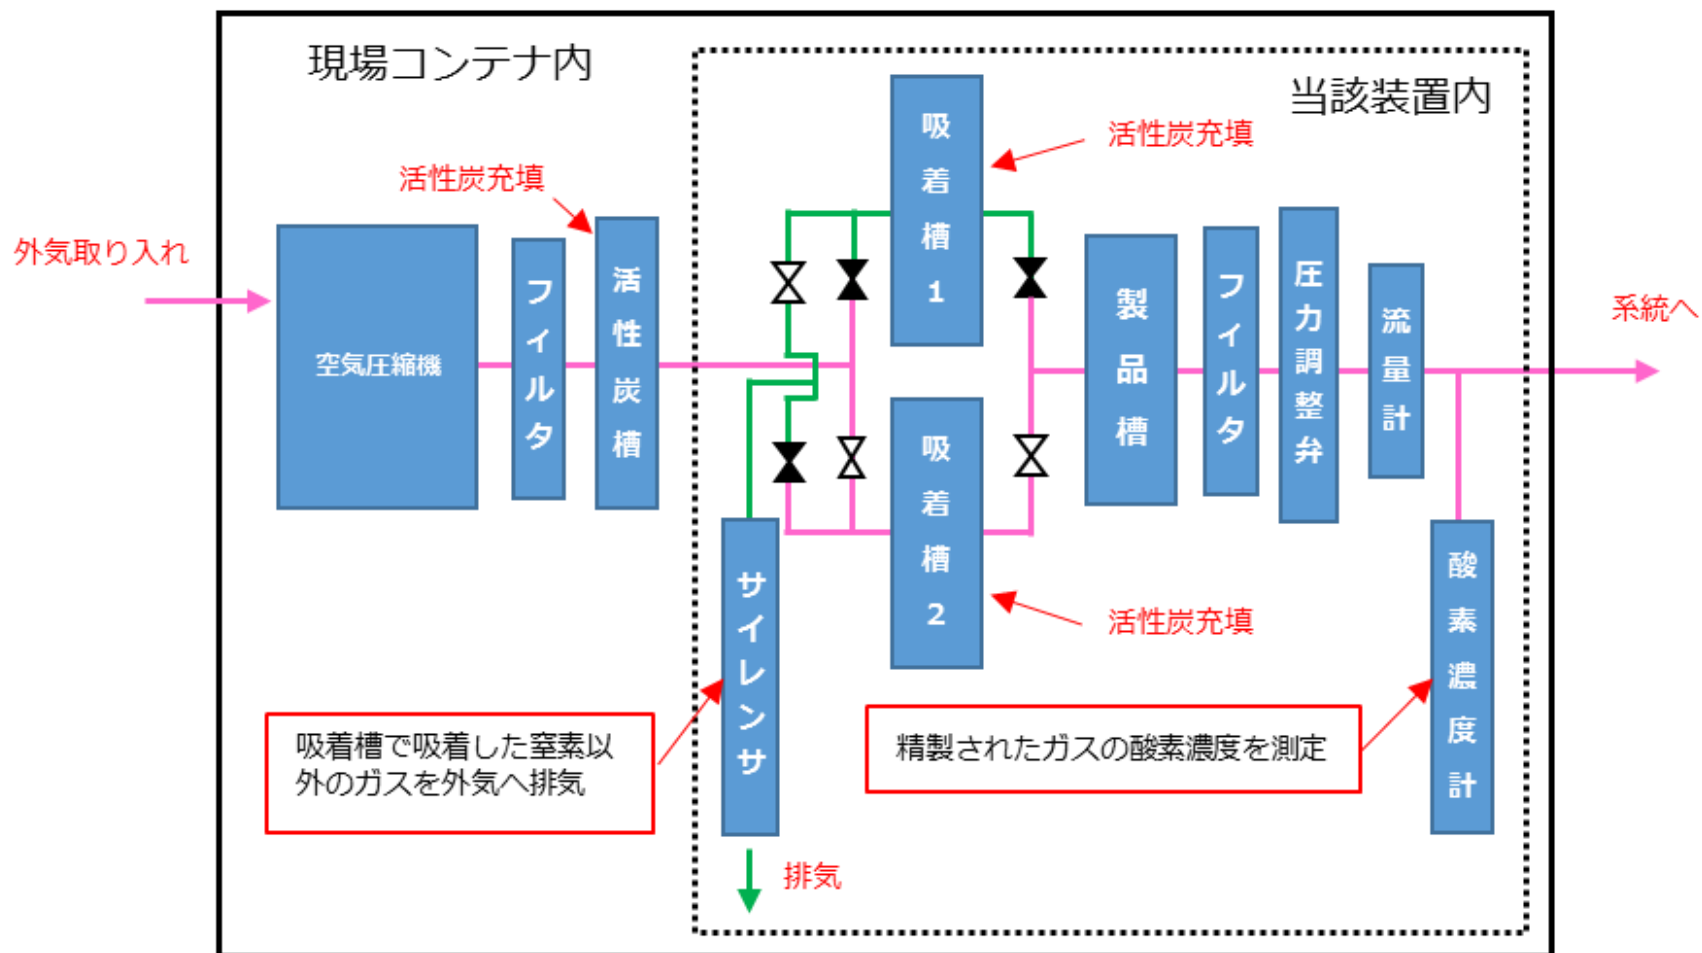 現場コンテナ内
当該装置内
外気取り入れ
空気圧縮機
フィルタ
活性炭充填
活性炭槽
吸着槽1
活性炭充填
吸着槽2
活性炭充填
製品槽
フィルタ
圧力調整弁
流量計
系統へ
酸素濃度計
サイレンサ
吸着槽で吸着した窒素以
外のガスを外気へ排気
精製されたガスの酸素濃度を測定
排気